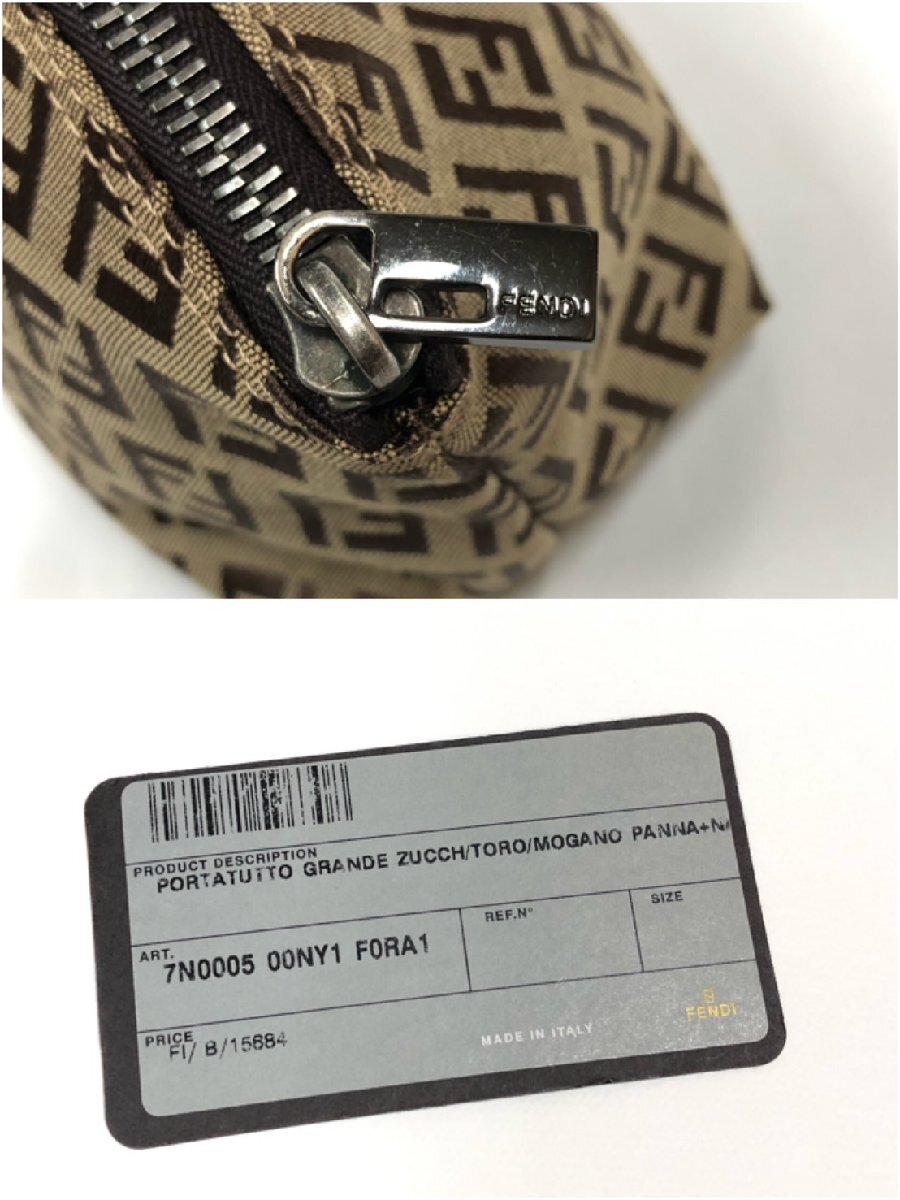 FENDI
PRODUCT DESCRIPTION
PORTATUTTO GRANDE ZUCCH/TORO/MOGANO PANNA+N
ART.
7N0005 00NY1 F0RA1
REF.N°
SIZE
PRICE
FI/ B/15684
MADE IN ITALY
FENDI